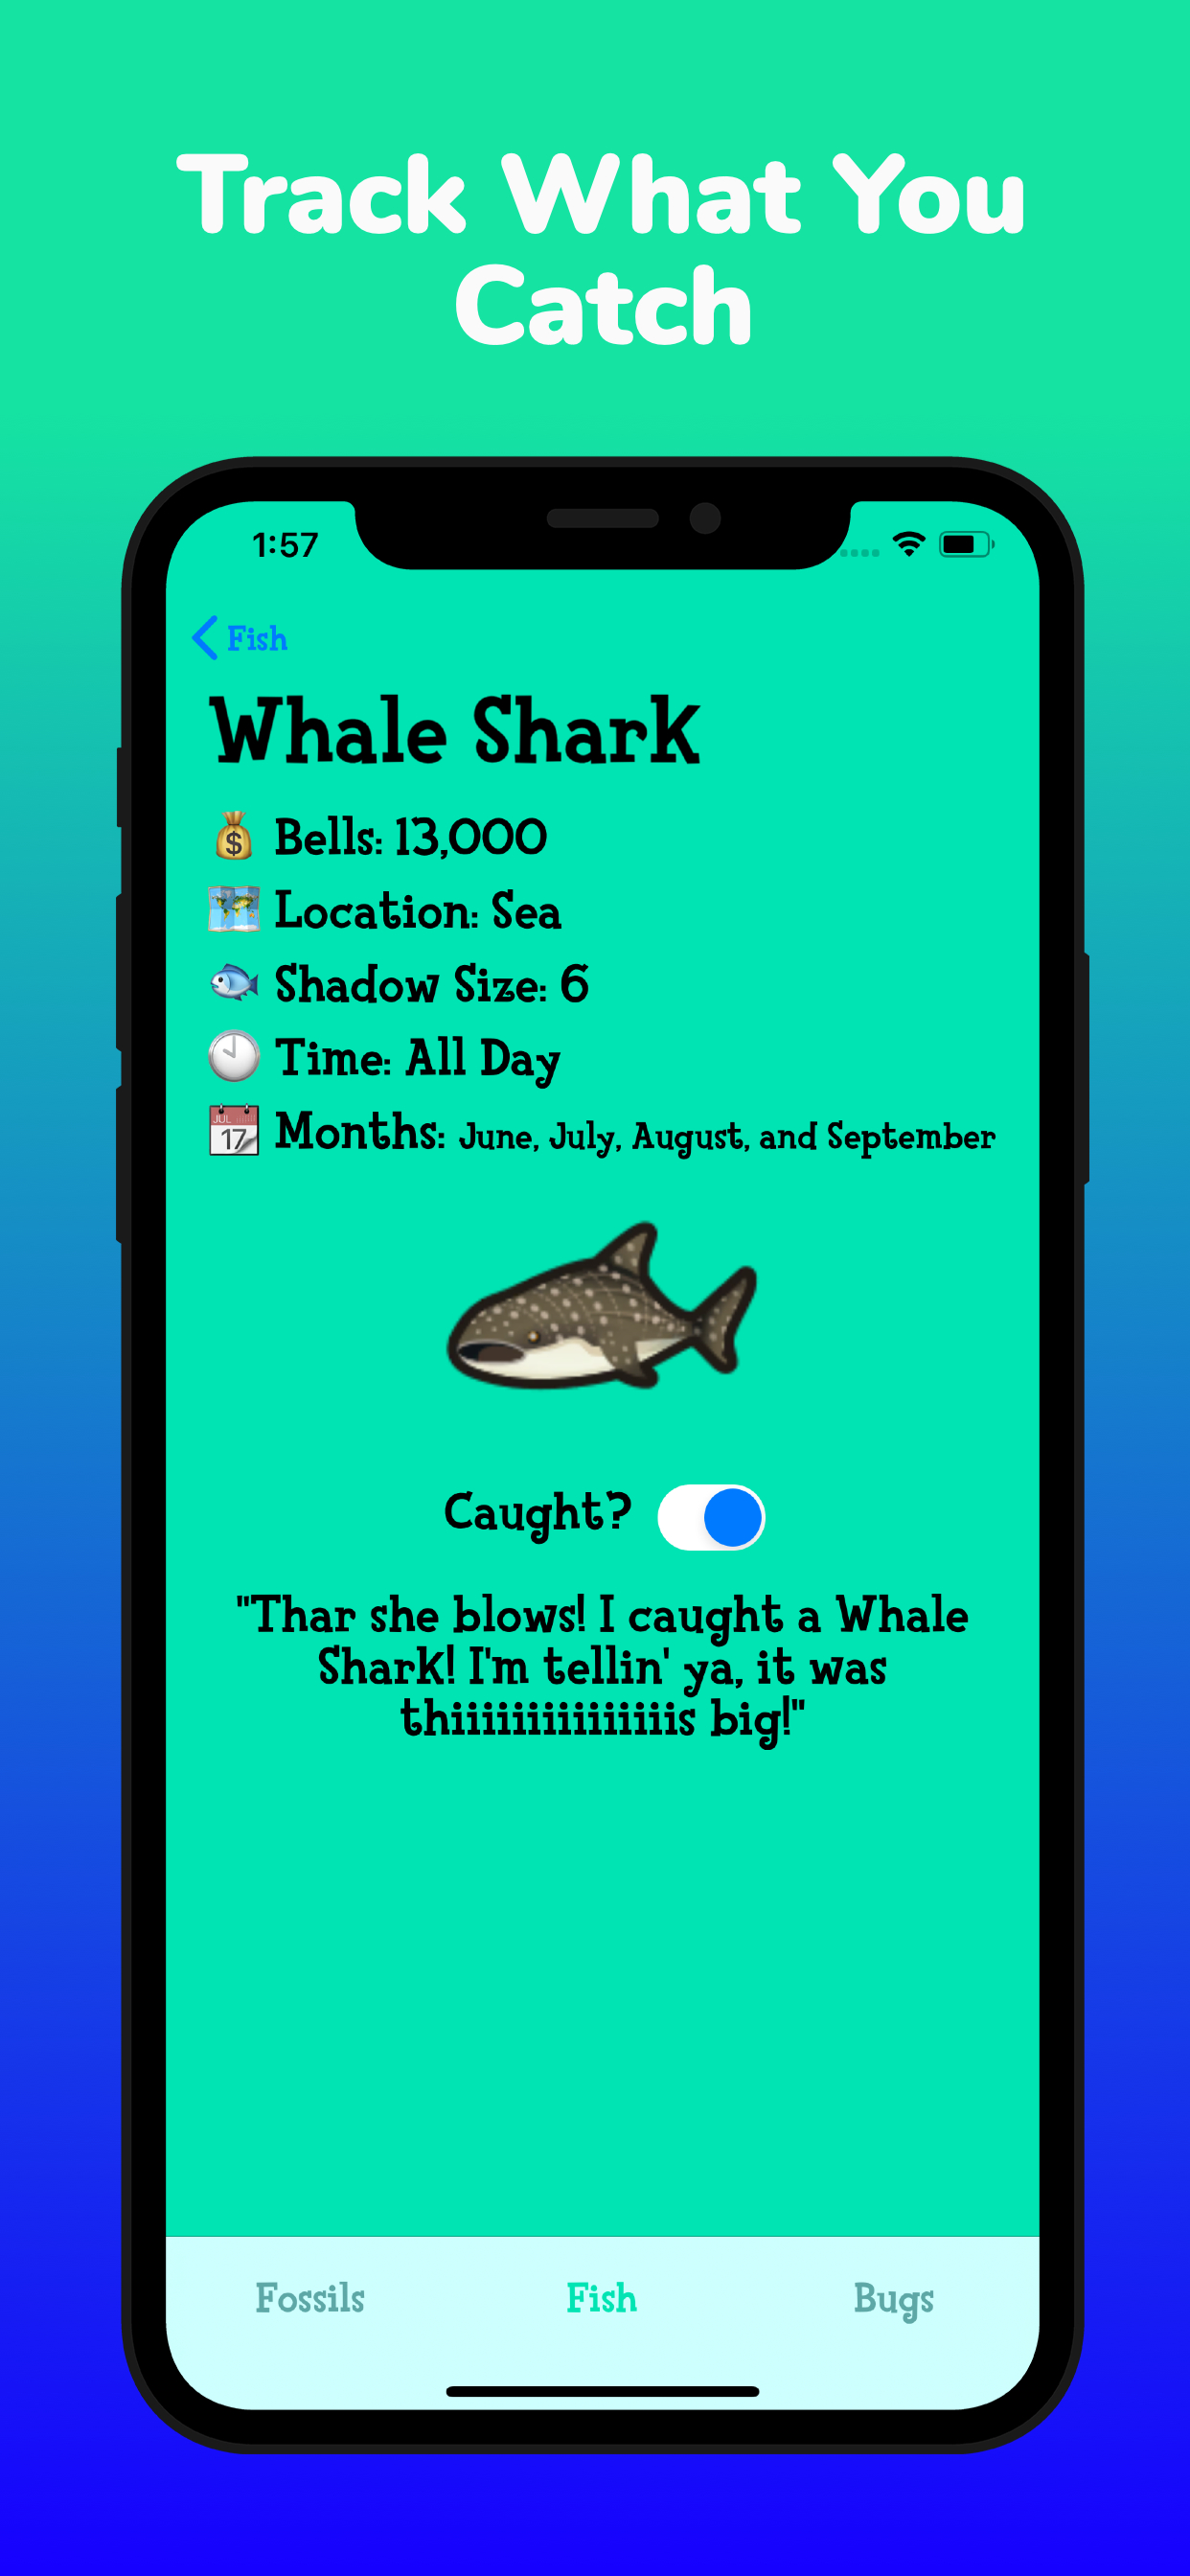 Track What You
Catch
1:57
Fish
Whale Shark
Bells: 13,000
Location: Sea
Shadow Size: 6
Time: All Day
JUL
17
Months: June, July, August, and September
Caught?
"Thar she blows! I caught a Whale
Shark! I'm tellin' ya, it was
thiiiiiiiiiiiiiiis big!"
Fossils
Fish
Bugs